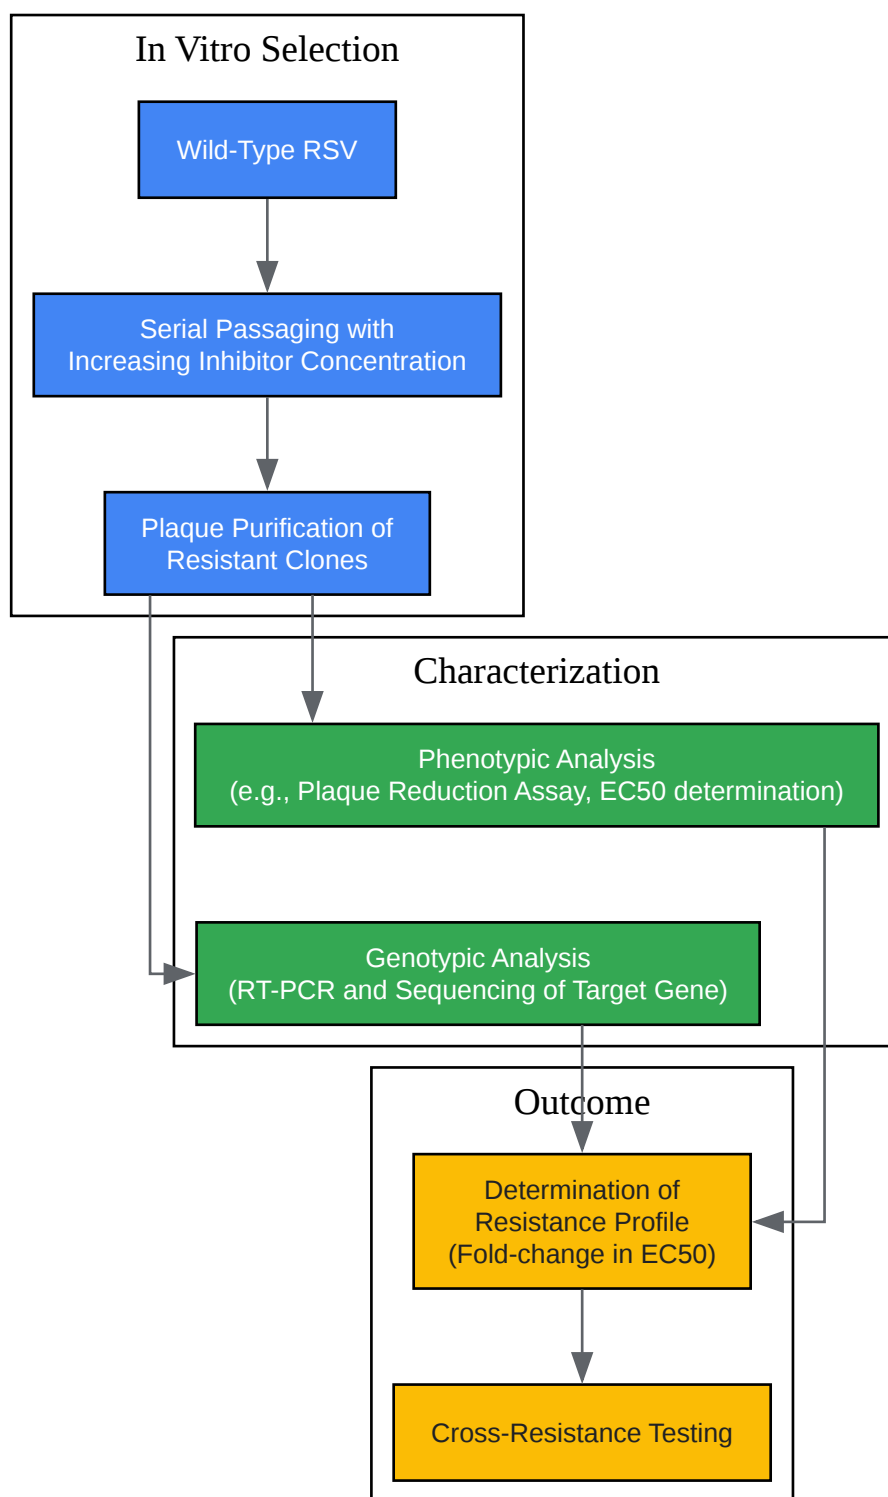 In Vitro Selection
Wild-Type RSV
Serial Passaging with
Increasing Inhibitor Concentration
Plaque Purification of
Resistant Clones
Characterization
Phenotypic Analysis
(e.g., Plaque Reduction Assay, EC50 determination)
Genotypic Analysis
(RT-PCR and Sequencing of Target Gene)
Outcome
Determination of
Resistance Profile
(Fold-change in EC50)
Cross-Resistance Testing